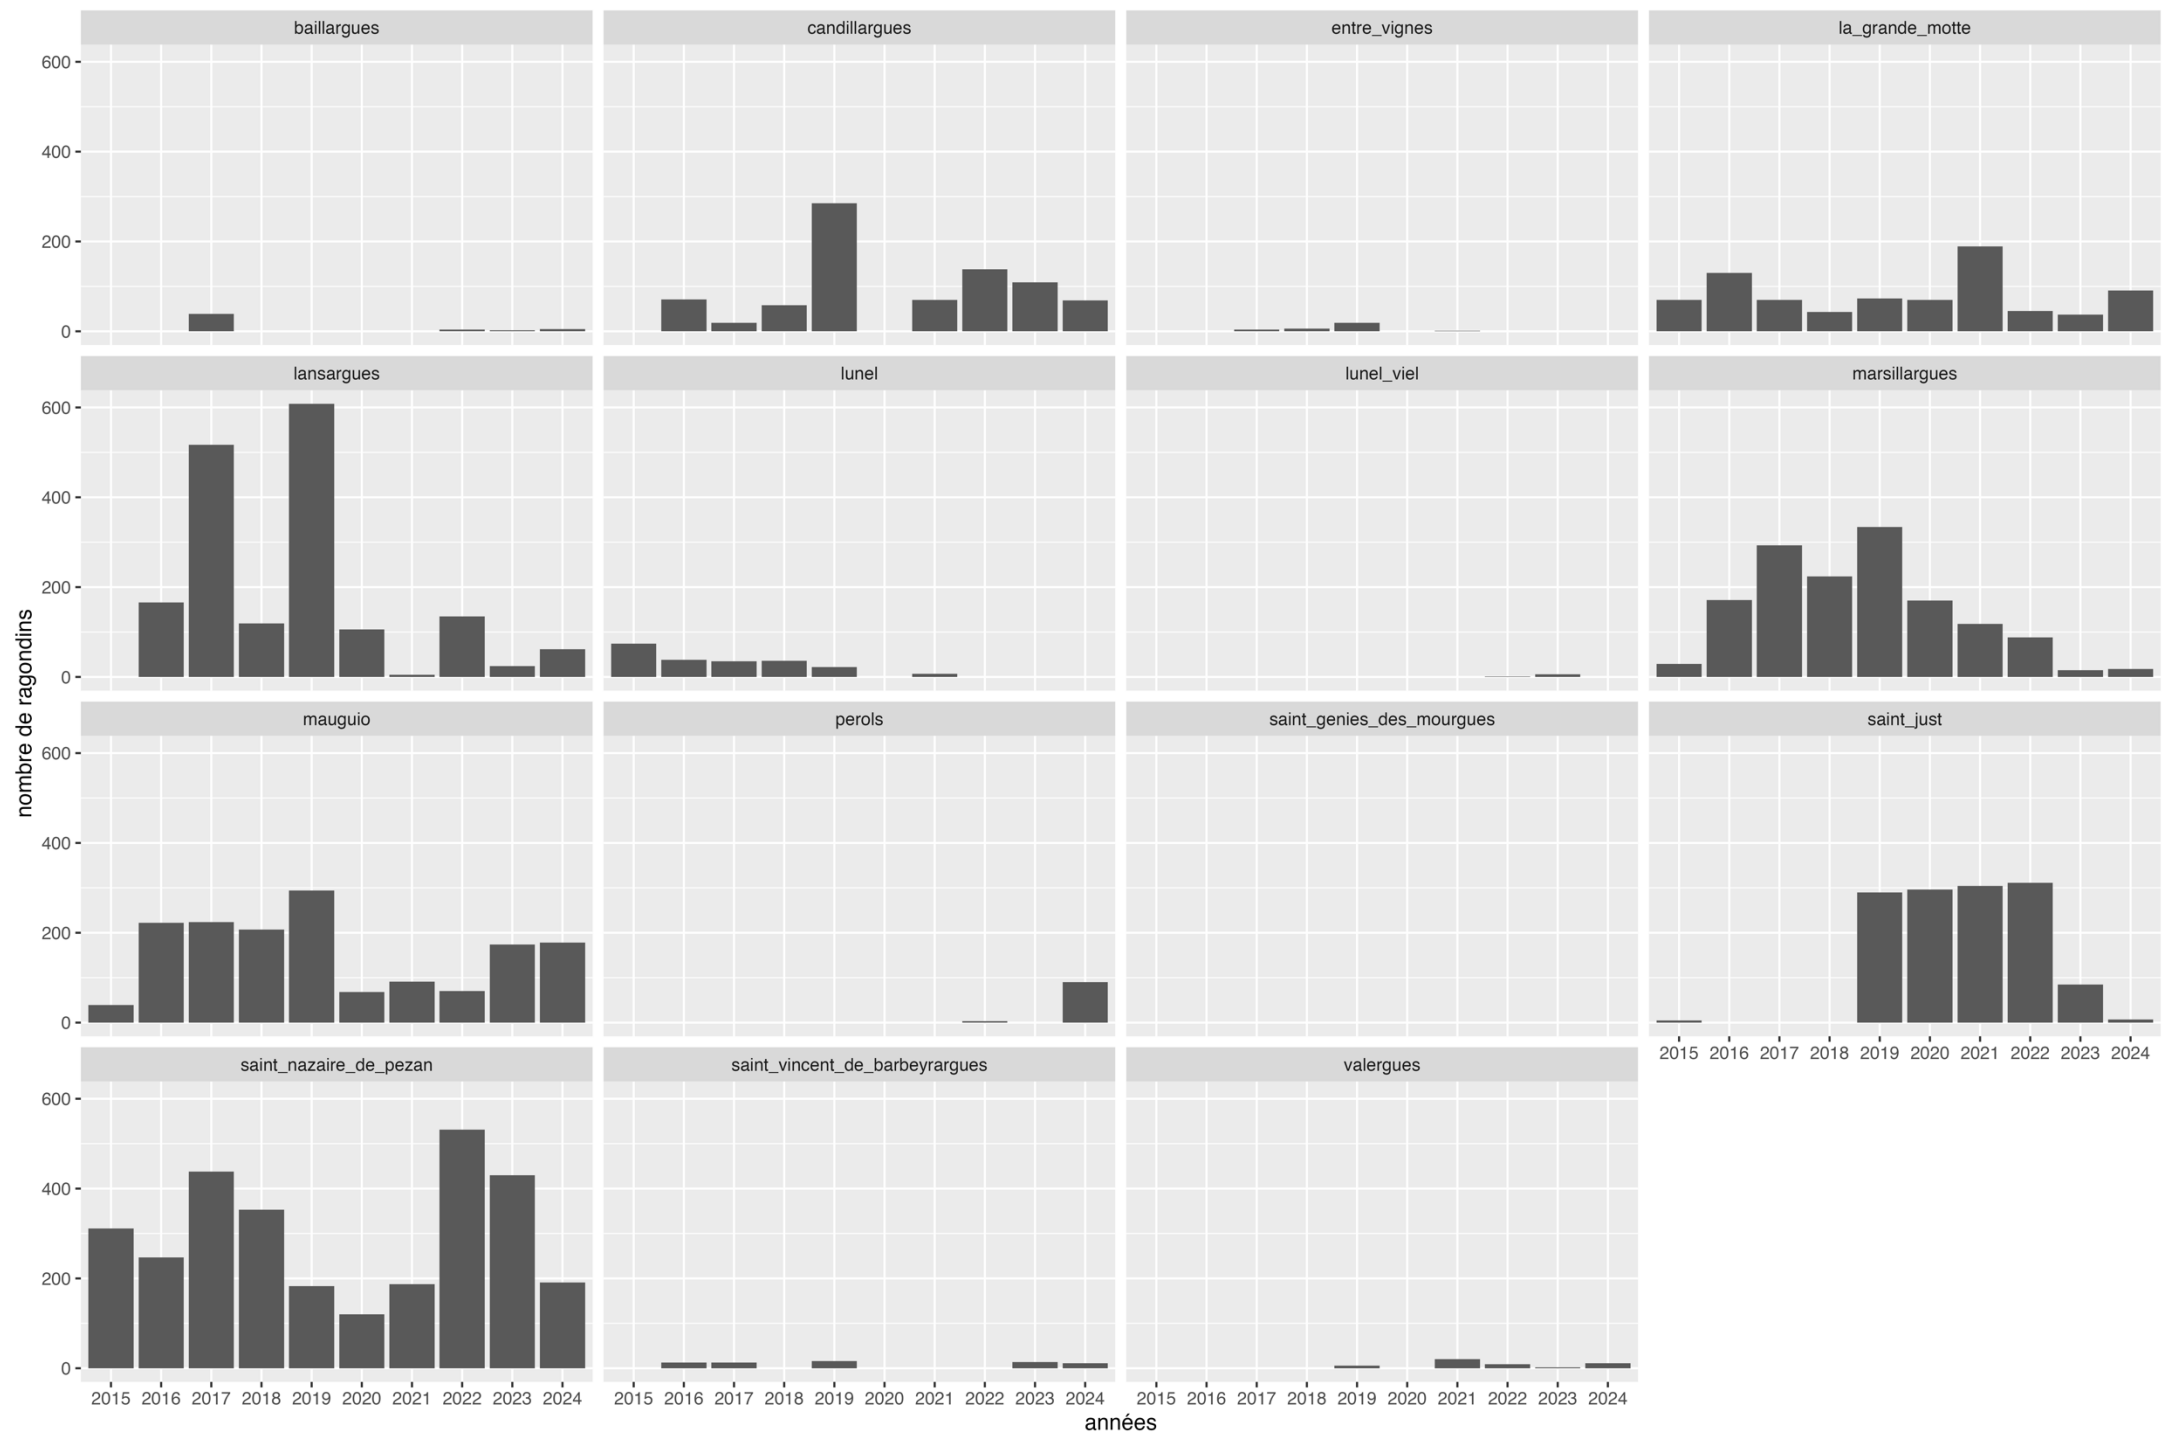 baillargues candillargues entre_vignes la_grande_motte
600
400
200
0
lansargues lunel lunel_viel marsillargues
600
400
200
0
nombre de ragondins
mauguio perols saint_genies_des_mourgues saint_just
600
400
200
0
2015 2016 2017 2018 2019 2020 2021 2022 2023 2024
saint_nazaire_de_pezan saint_vincent_de_barbeyrargues valergues
600
400
200
0
2015 2016 2017 2018 2019 2020 2021 2022 2023 2024 2015 2016 2017 2018 2019 2020 2021 2022 2023 2024 2015 2016 2017 2018 2019 2020 2021 2022 2023 2024
années